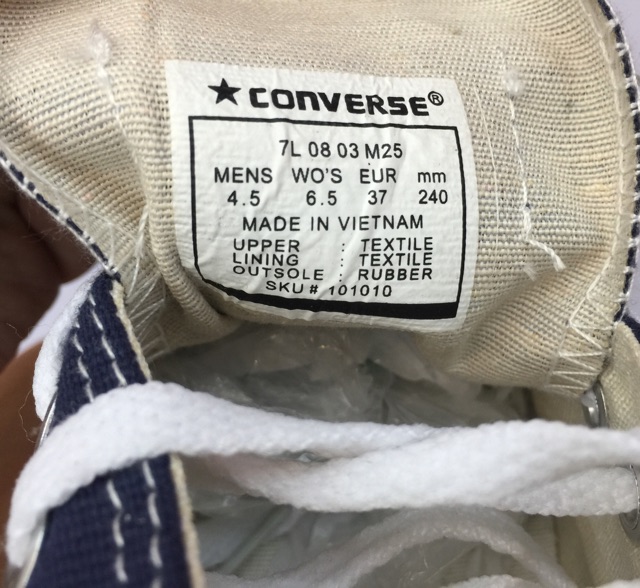 ★ CONVERSE®
7L 08 03 M25
MENS WO'S EUR mm
4.5 6.5 37 240
MADE IN VIETNAM
UPPER : TEXTILE
LINING : TEXTILE
OUTSOLE : RUBBER
SKU # 101010